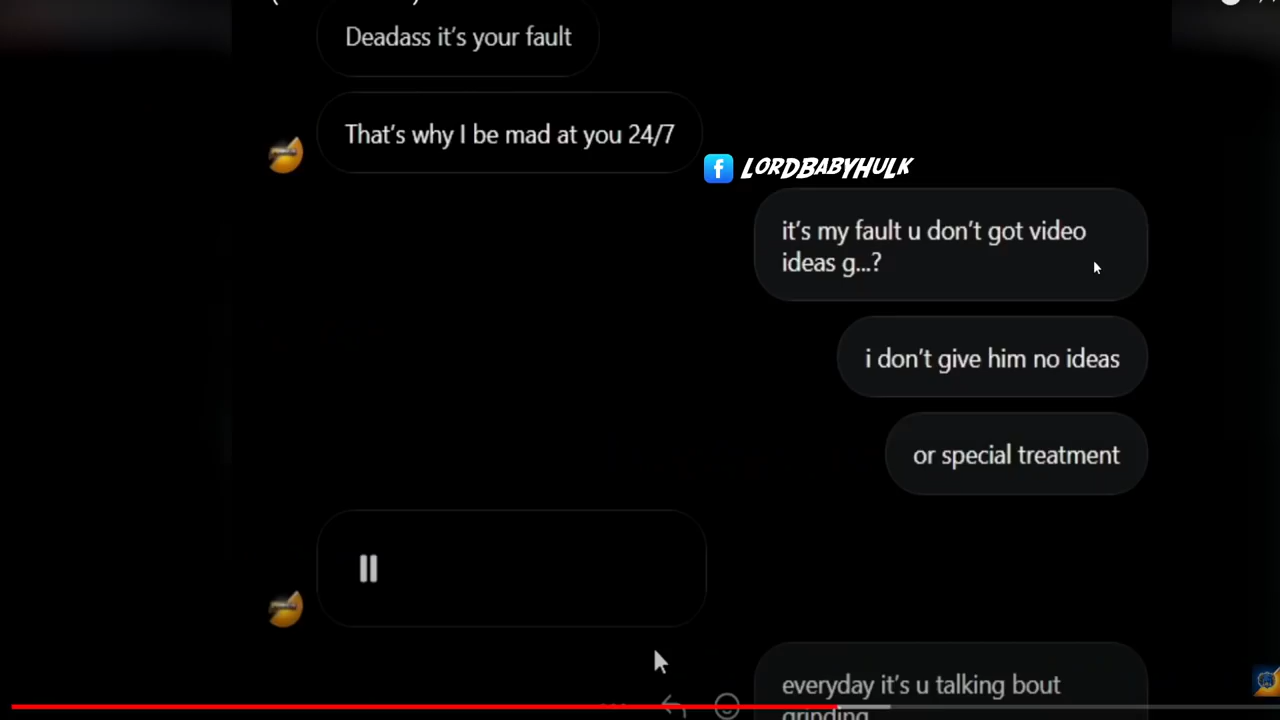 Deadass it's your fault
That's why I be mad at you 24/7
LORDBABYHULK
it's my fault u don't got video
ideas g...?
i don't give him no ideas
or special treatment
everyday it's u talking bout
grinding